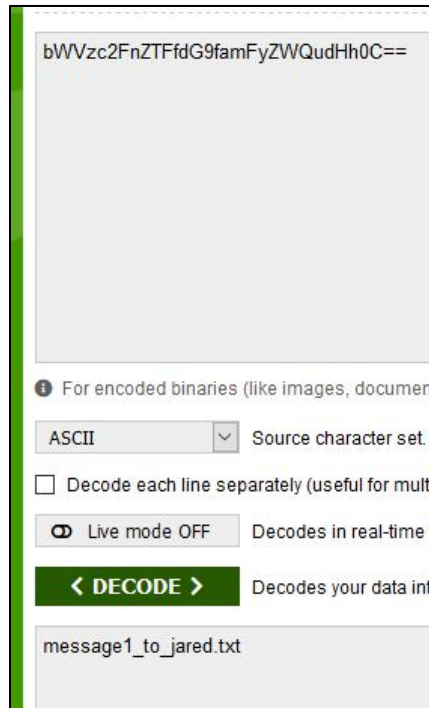 bWVzc2FnZTFfdG9famFyZWQudHh0C==
For encoded binaries (like images, documen
ASCII Source character set.
Decode each line separately (useful for mult
Live mode OFF Decodes in real-time
< DECODE > Decodes your data int
message1_to_jared.txt